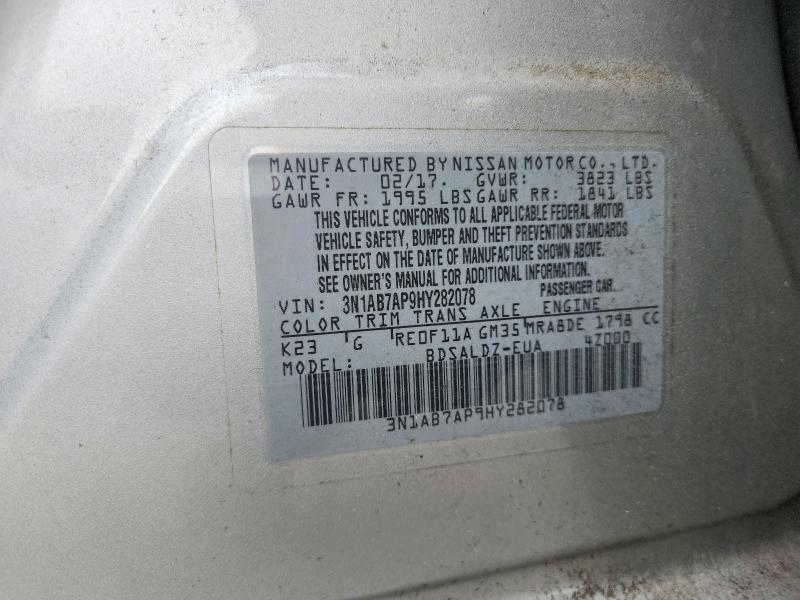 MANUFACTURED BY NISSAN MOTOR CO., LTD.
DATE: 02/17. GVWR: 3823 LBS
GAWR FR: 1995 LBS GAWR RR: 1841 LBS
THIS VEHICLE CONFORMS TO ALL APPLICABLE FEDERAL MOTOR
VEHICLE SAFETY, BUMPER AND THEFT PREVENTION STANDARDS
IN EFFECT ON THE DATE OF MANUFACTURE SHOWN ABOVE.
SEE OWNER'S MANUAL FOR ADDITIONAL INFORMATION.
VIN: 3N1AB7AP9HY282078 PASSENGER CAR
COLOR TRIM TRANS AXLE ENGINE
K23 G RE0F11A GM35 MRA8DE 1798 CC
MODEL: BDSALDZ-EUA 4Z000
3N1AB7AP9HY282078